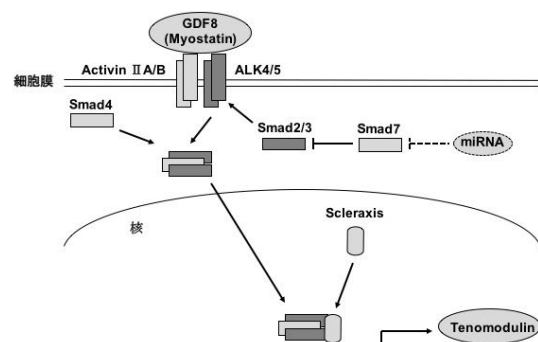 GDF8
(Myostatin)
Activin ⅡA/B
ALK4/5
細胞膜
Smad4
Smad2/3
Smad7
miRNA
Scleraxis
核
Tenomodulin